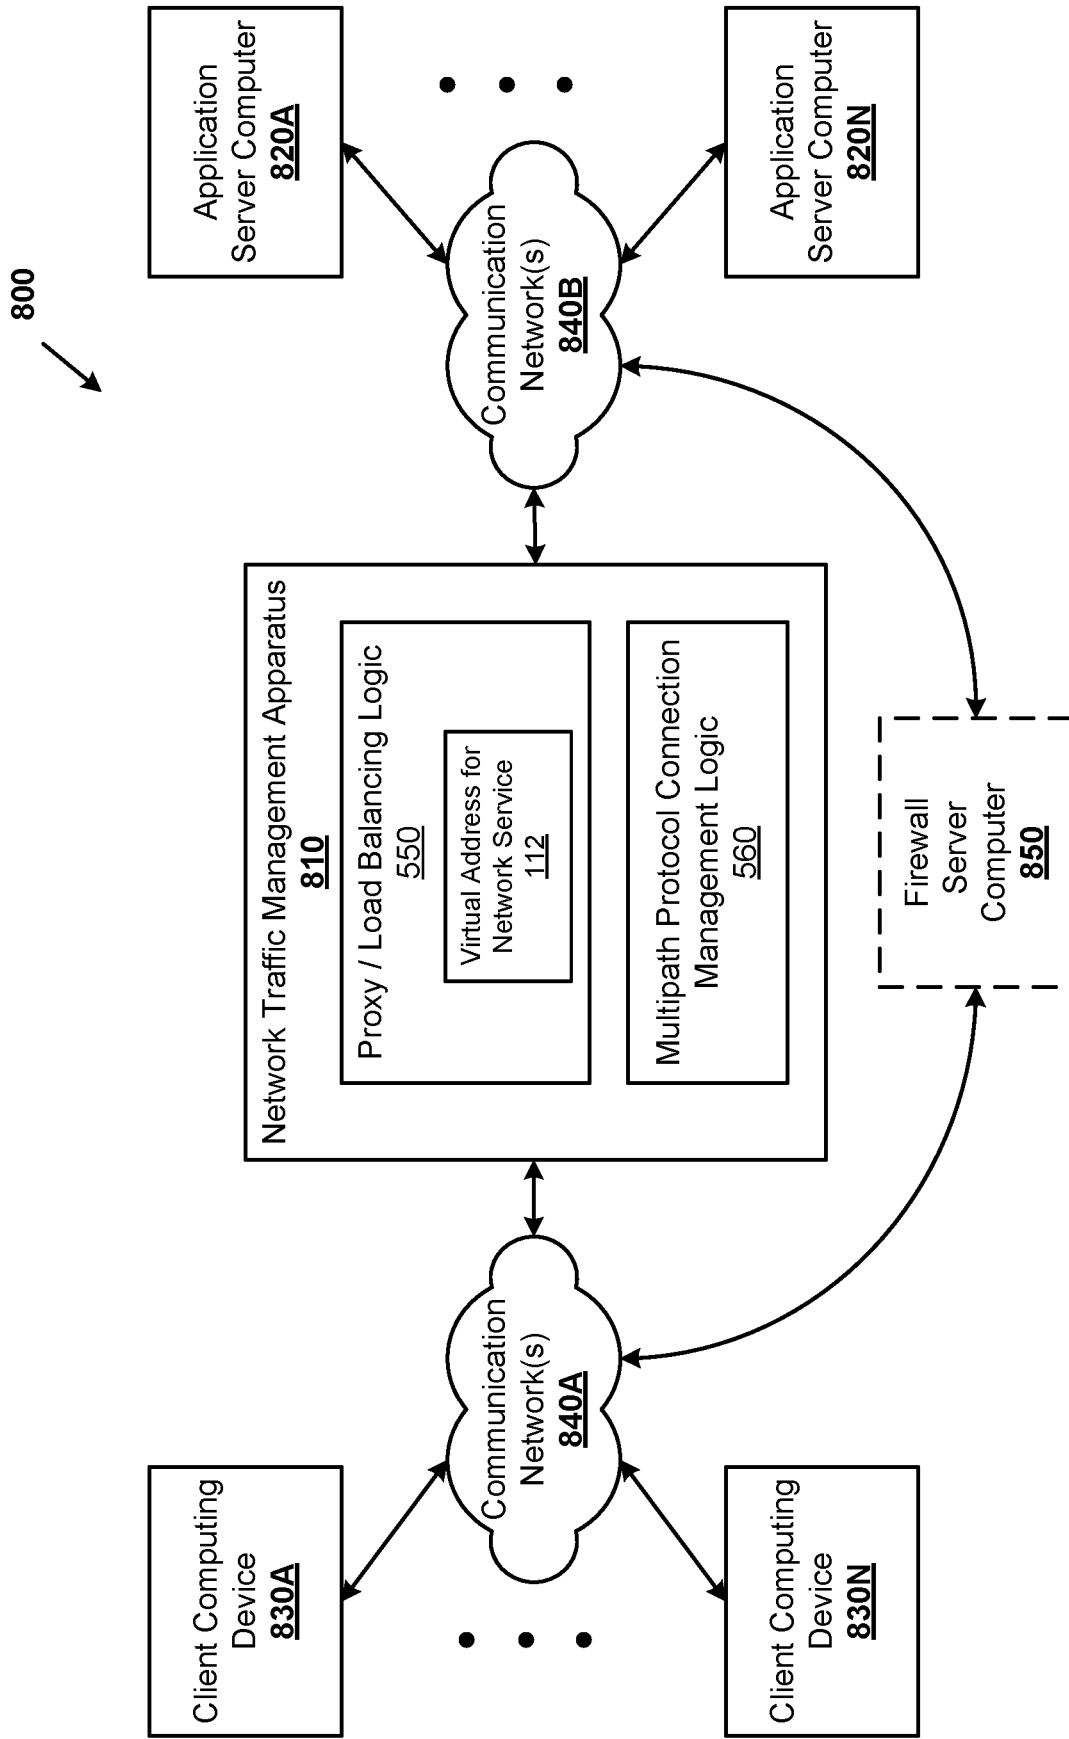 800
Client Computing
Device
830A
Client Computing
Device
830N
Communication
Network(s)
840A
Network Traffic Management Apparatus
810
Proxy / Load Balancing Logic
550
Virtual Address for
Network Service
112
Multipath Protocol Connection
Management Logic
560
Firewall
Server
Computer
850
Communication
Network(s)
840B
Application
Server Computer
820A
Application
Server Computer
820N